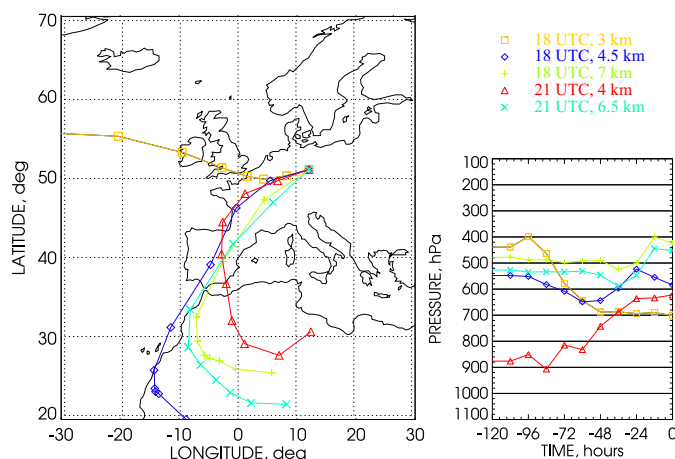 70
60
50
40
30
20
-30
-20
-10
0
10
20
30
LATITUDE, deg
LONGITUDE, deg
18 UTC, 3 km
18 UTC, 4.5 km
18 UTC, 7 km
21 UTC, 4 km
21 UTC, 6.5 km
100
200
300
400
500
600
700
800
900
1000
1100
PRESSURE, hPa
-120 -96 -72 -48 -24 0
TIME, hours